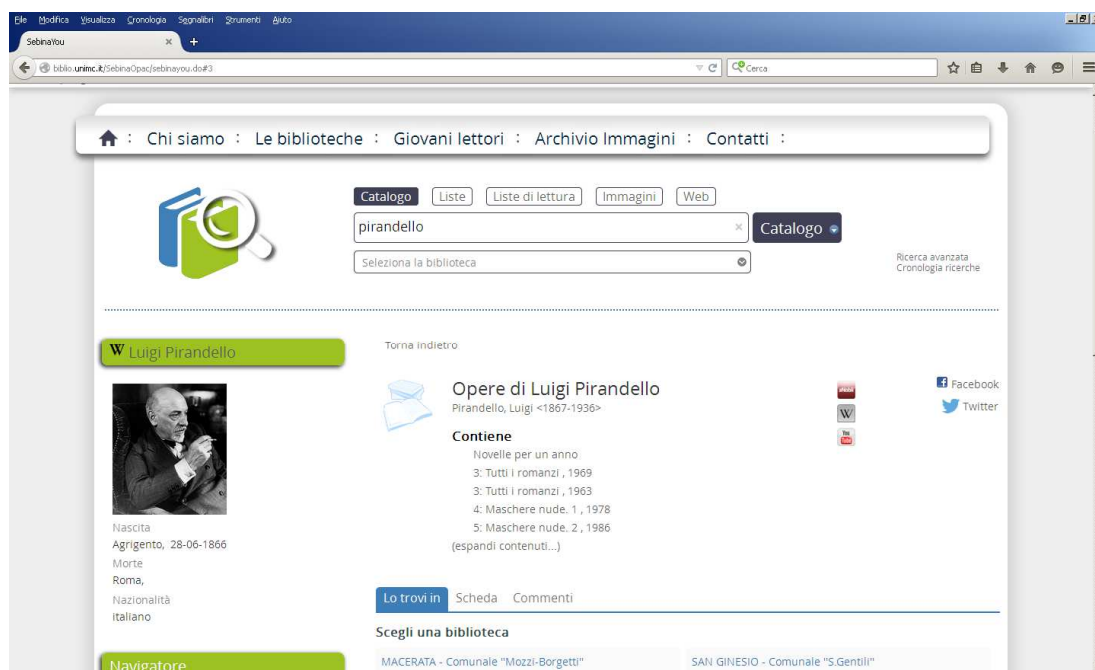 File Modifica Visualizza Cronologia Segnalibri Strumenti Aiuto
SebinaYou
biblio.unimc.it/SebinaOpac/sebinayou.do#3
Cerca
Chi siamo : Le biblioteche : Giovani lettori : Archivio Immagini : Contatti :
Catalogo Liste Liste di lettura Immagini Web
pirandello
Catalogo
Seleziona la biblioteca
Ricerca avanzata
Cronologia ricerche
W Luigi Pirandello
Nascita
Agrigento, 28-06-1866
Morte
Roma,
Nazionalità
italiano
Navigatore
Torna indietro
Opere di Luigi Pirandello
Pirandello, Luigi <1867-1936>
Contiene
Novelle per un anno
3: Tutti i romanzi , 1969
3: Tutti i romanzi , 1963
4: Maschere nude. 1 , 1978
5: Maschere nude. 2 , 1986
(espandi contenuti...)
W
You Tube
Facebook
Twitter
Lo trovi in Scheda Commenti
Scegli una biblioteca
MACERATA - Comunale "Mozzi-Borgetti"
SAN GINESIO - Comunale "S.Gentili"